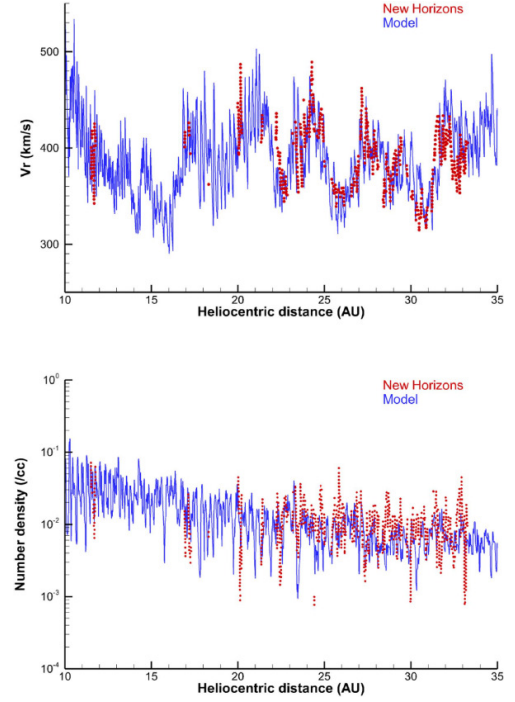 New Horizons
Model
500
400
300
Vr (km/s)
10 15 20 25 30 35
Heliocentric distance (AU)
New Horizons
Model
10⁰
10⁻¹
10⁻²
10⁻³
10⁻⁴
Number density (/cc)
10 15 20 25 30 35
Heliocentric distance (AU)